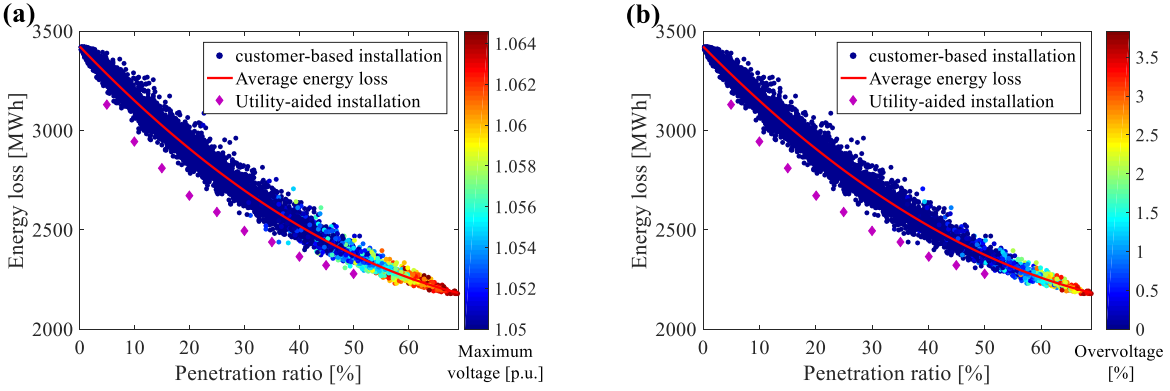 (a)
3500
3000
2500
2000
Energy loss [MWh]
0
10
20
30
40
50
60
Penetration ratio [%]
customer-based installation
Average energy loss
Utility-aided installation
1.064
1.062
1.06
1.058
1.056
1.054
1.052
1.05
Maximum
voltage [p.u.]
(b)
3500
3000
2500
2000
Energy loss [MWh]
0
10
20
30
40
50
60
Penetration ratio [%]
customer-based installation
Average energy loss
Utility-aided installation
3.5
3
2.5
2
1.5
1
0.5
0
Overvoltage
[%]